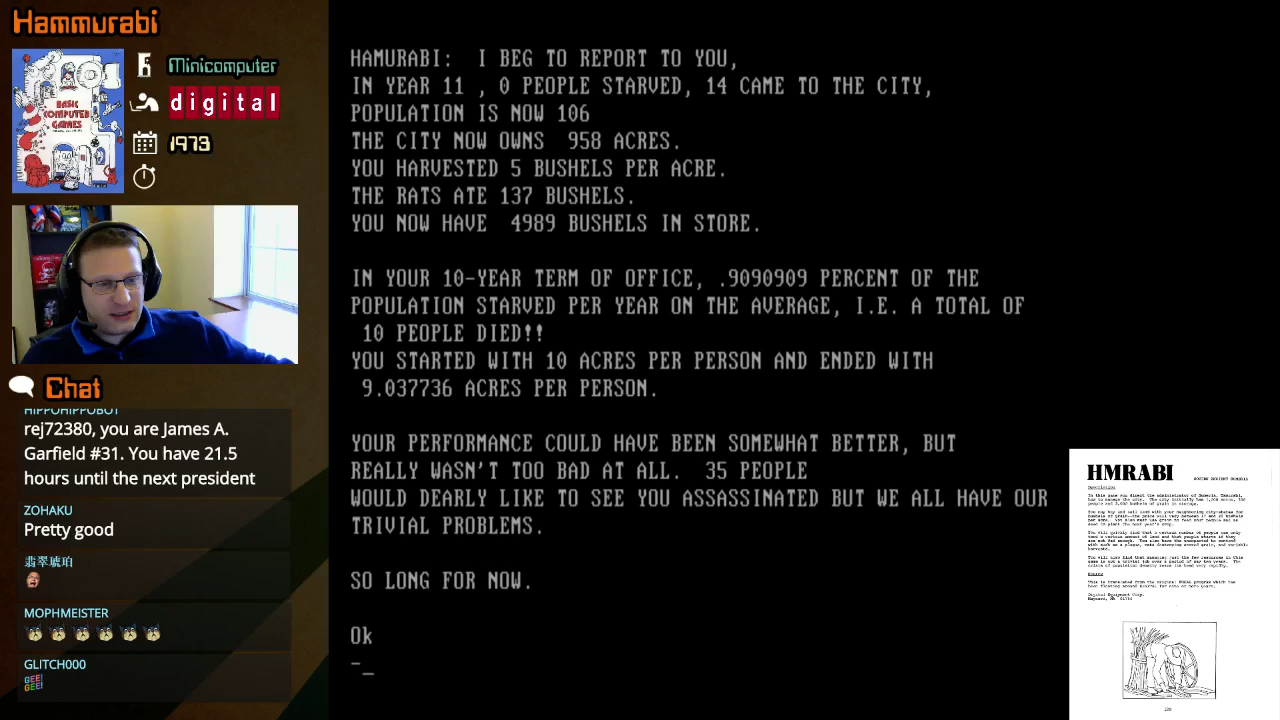 Hammurabi
BASIC
COMPUTER
GAMES
Minicomputer
digital
1973
Chat
HIPPOHIPPOBOT
rej72380, you are James A.
Garfield #31. You have 21.5
hours until the next president
ZOHAKU
Pretty good
翡翠琥珀
MOPHMEISTER
GLITCH000
GEE!
GEE!
HAMURABI: I BEG TO REPORT TO YOU,
IN YEAR 11 , 0 PEOPLE STARVED, 14 CAME TO THE CITY,
POPULATION IS NOW 106
THE CITY NOW OWNS 958 ACRES.
YOU HARVESTED 5 BUSHELS PER ACRE.
THE RATS ATE 137 BUSHELS.
YOU NOW HAVE 4989 BUSHELS IN STORE.
IN YOUR 10-YEAR TERM OF OFFICE, .9090909 PERCENT OF THE
POPULATION STARVED PER YEAR ON THE AVERAGE, I.E. A TOTAL OF
10 PEOPLE DIED!!
YOU STARTED WITH 10 ACRES PER PERSON AND ENDED WITH
9.037736 ACRES PER PERSON.
YOUR PERFORMANCE COULD HAVE BEEN SOMEWHAT BETTER, BUT
REALLY WASN'T TOO BAD AT ALL. 35 PEOPLE
WOULD DEARLY LIKE TO SEE YOU ASSASSINATED BUT WE ALL HAVE OUR
TRIVIAL PROBLEMS.
SO LONG FOR NOW.
Ok
-_
HMRABI
Description